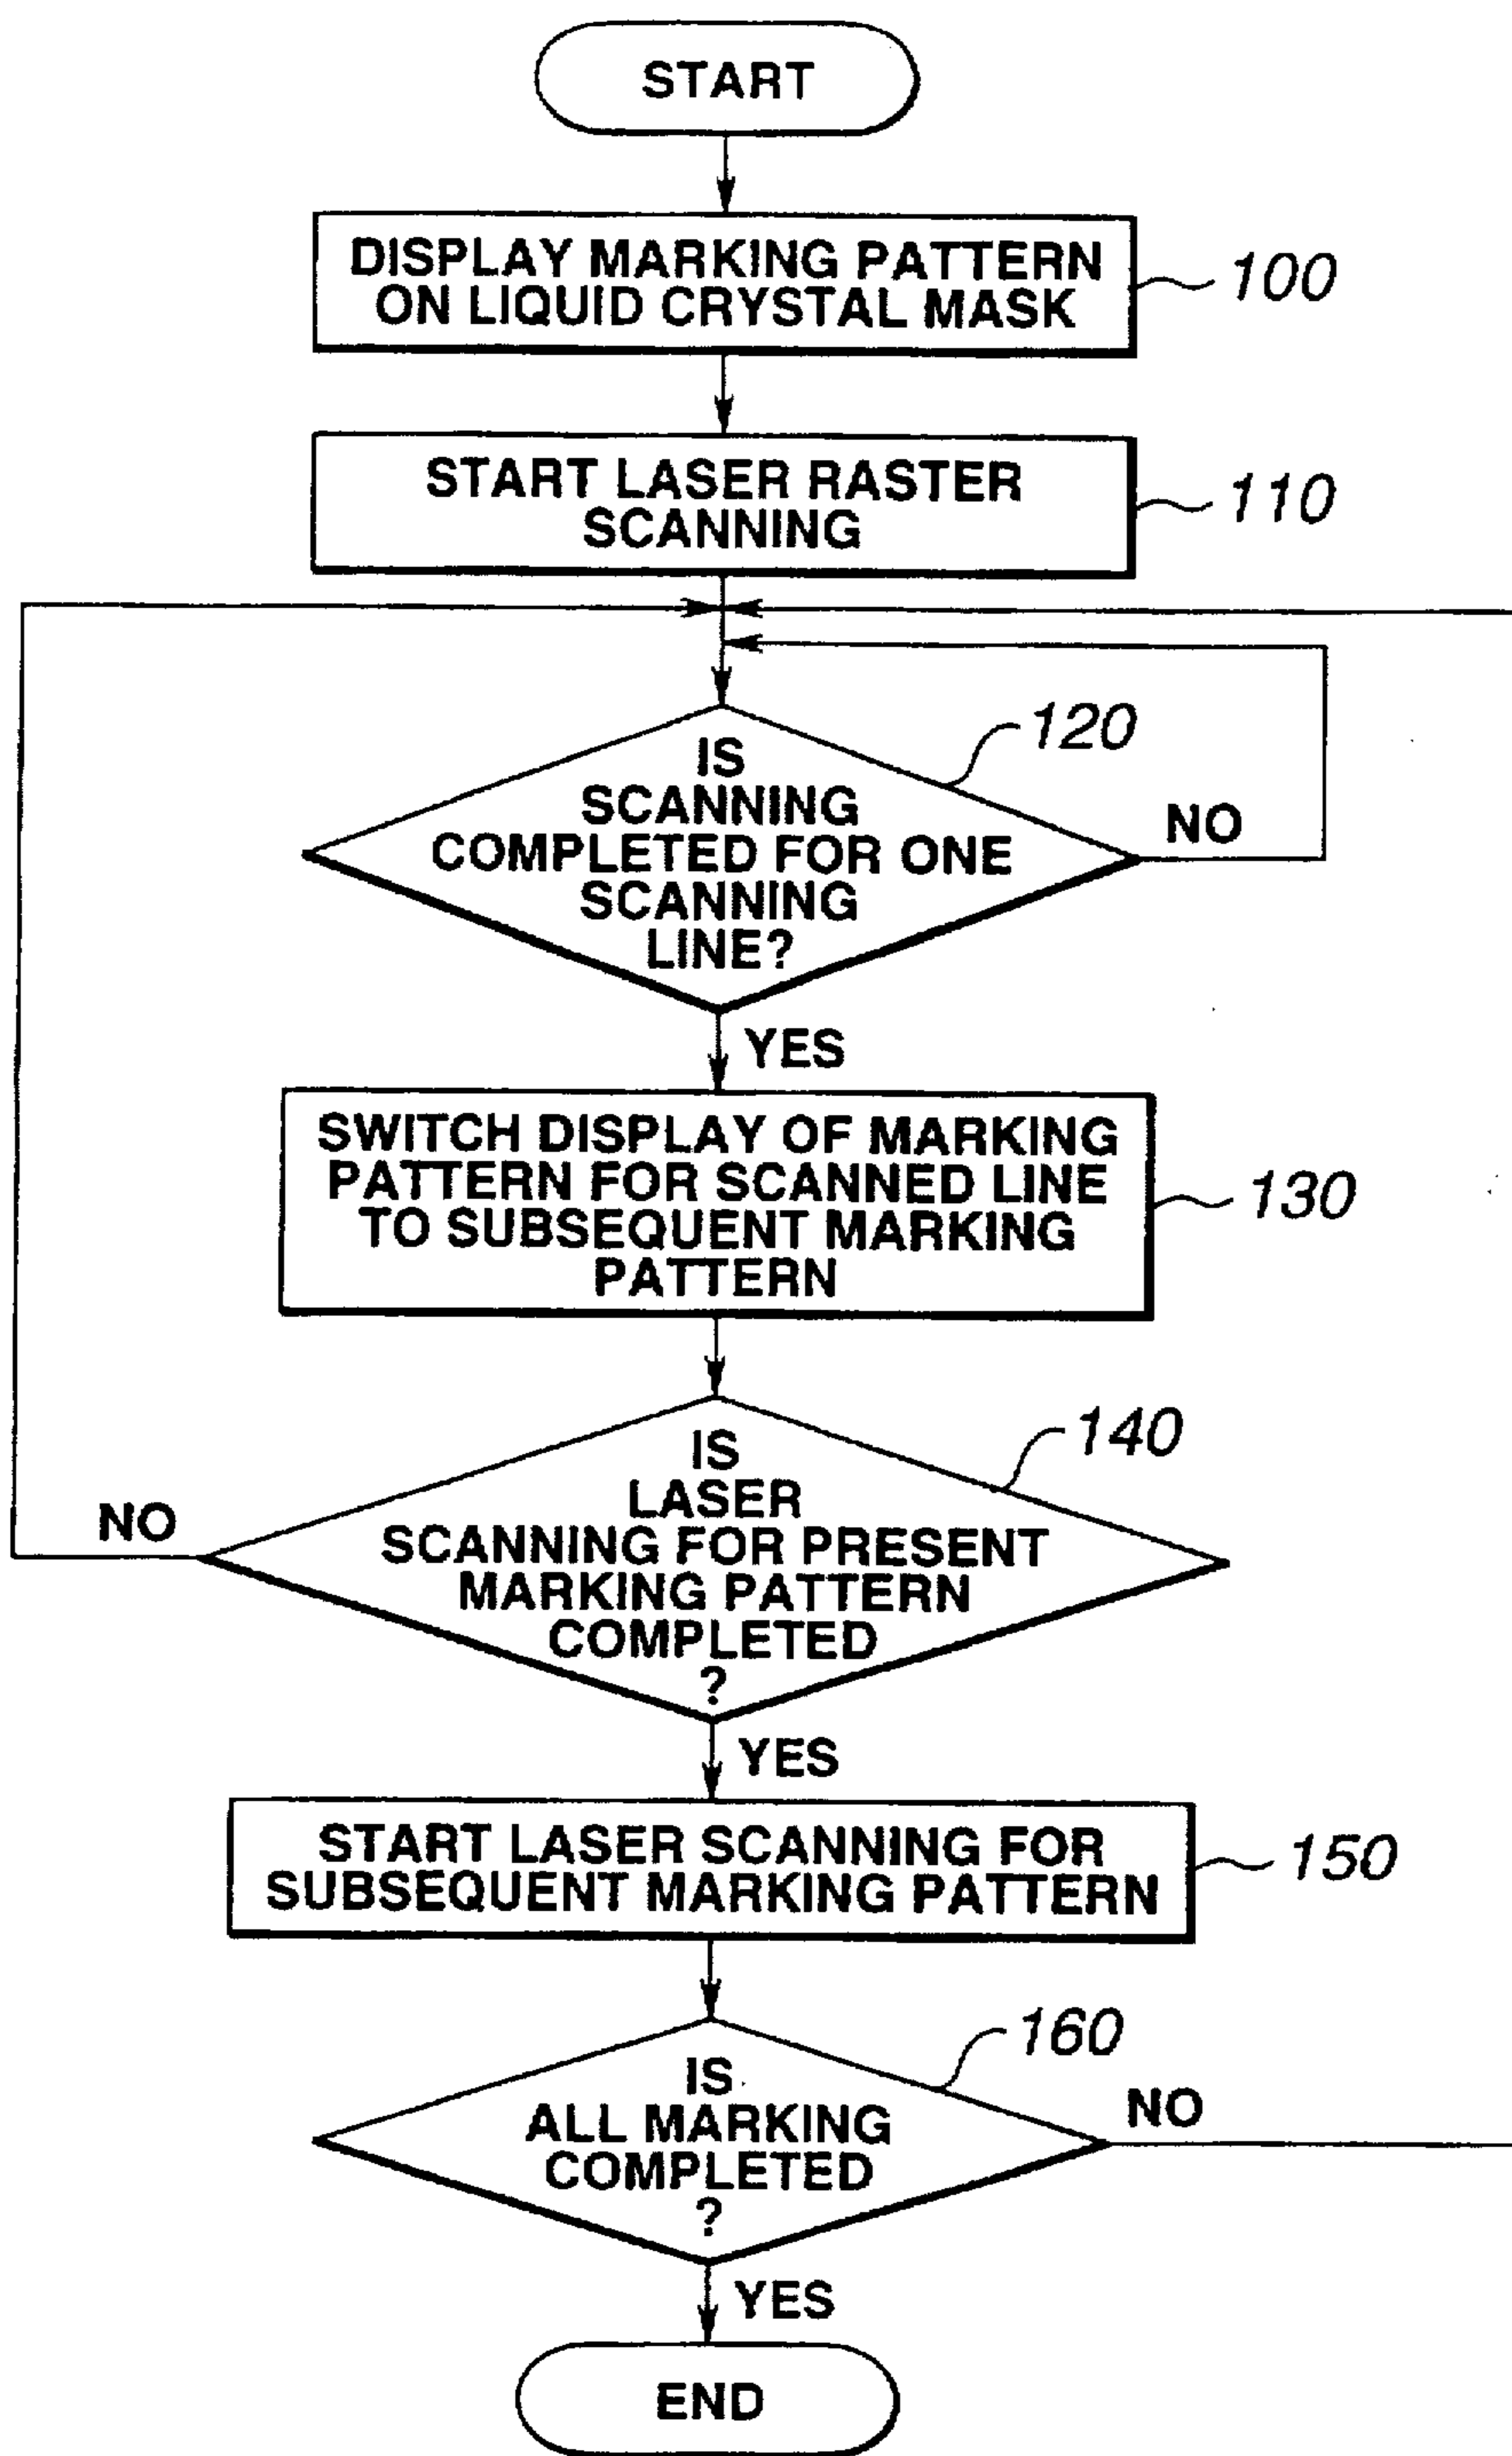 START
DISPLAY MARKING PATTERN
ON LIQUID CRYSTAL MASK
100
START LASER RASTER
SCANNING
110
120
IS
SCANNING
COMPLETED FOR ONE
SCANNING
LINE?
NO
YES
SWITCH DISPLAY OF MARKING
PATTERN FOR SCANNED LINE
TO SUBSEQUENT MARKING
PATTERN
130
140
IS
LASER
SCANNING FOR PRESENT
MARKING PATTERN
COMPLETED
?
NO
YES
START LASER SCANNING FOR
SUBSEQUENT MARKING PATTERN
150
160
IS
ALL MARKING
COMPLETED
?
NO
YES
END